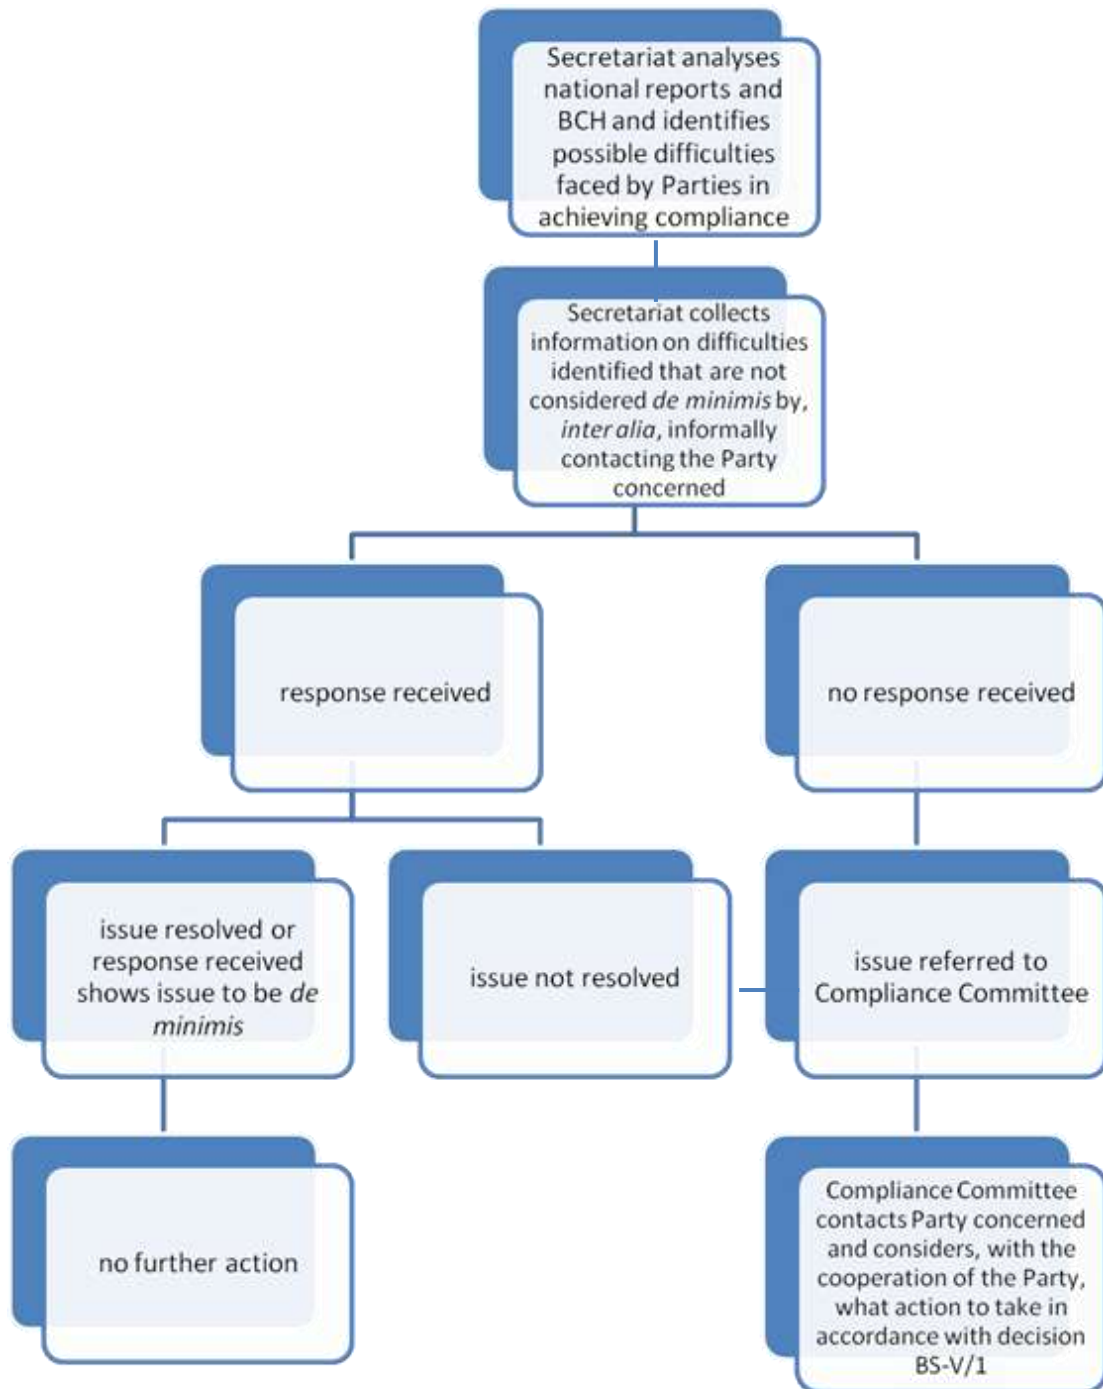 Secretariat analyses
national reports and
BCH and identifies
possible difficulties
faced by Parties in
achieving compliance
Secretariat collects
information on difficulties
identified that are not
considered de minimis by,
inter alia, informally
contacting the Party
concerned
response received
no response received
issue resolved or
response received
shows issue to be de
minimis
issue not resolved
issue referred to
Compliance Committee
no further action
Compliance Committee
contacts Party concerned
and considers, with the
cooperation of the Party,
what action to take in
accordance with decision
BS-V/1